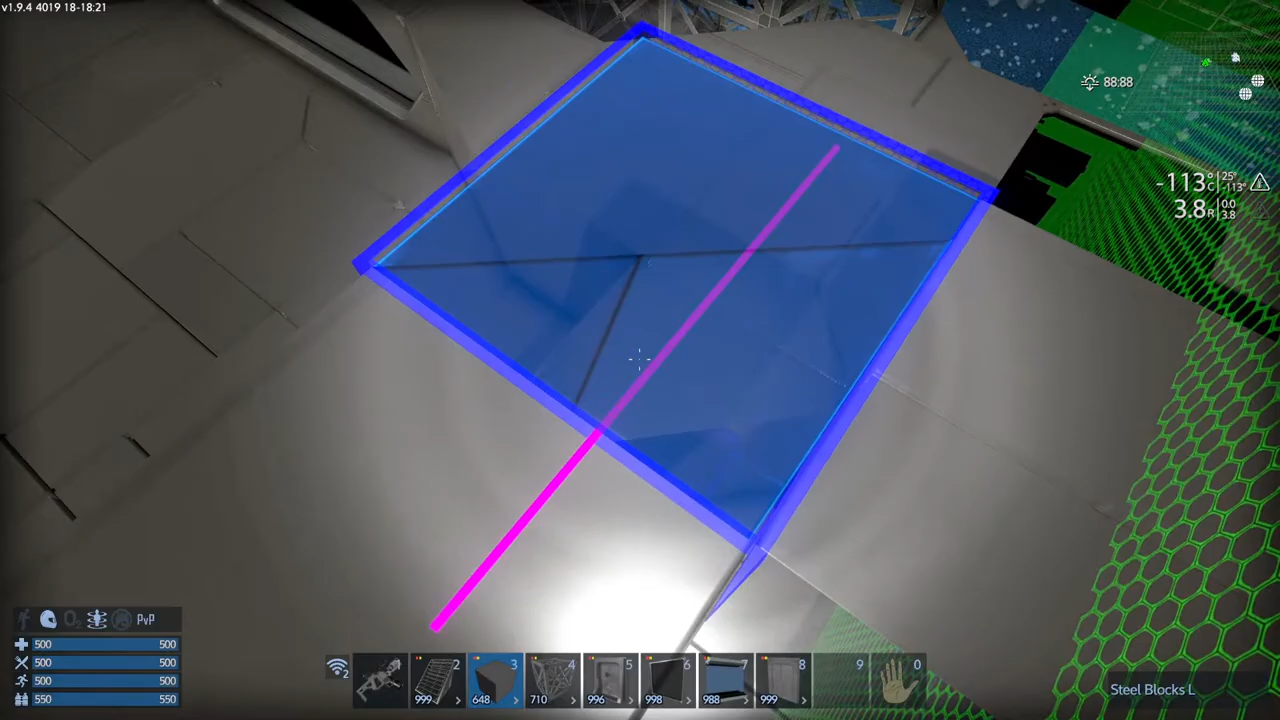 v1.9.4 4019 18-18:21
88:88
-113°C 25° -113°
3.8R 0.0 3.8
O2 PvP
500 500
500 500
500 500
550 550
2
2 3 4 5 6 7 8 9 0
999 648 710 996 998 988 999
Steel Blocks L